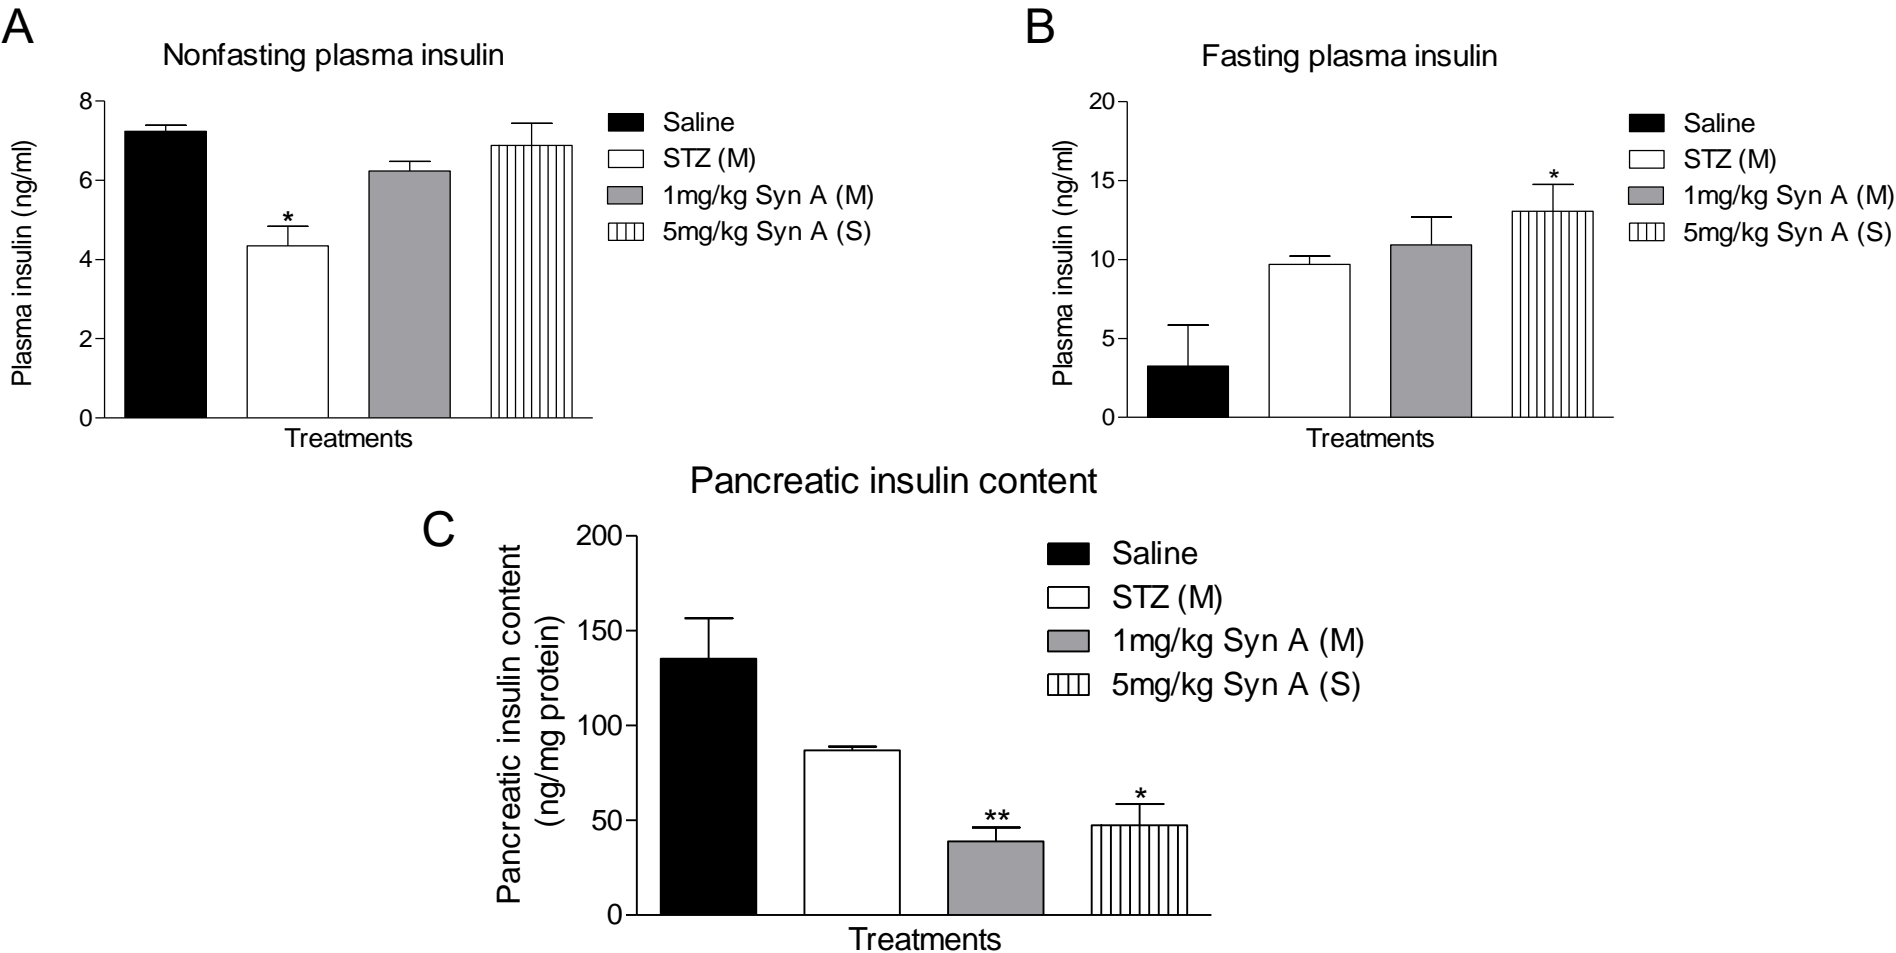 A
Nonfasting plasma insulin
Plasma insulin (ng/ml)
8
6
4
2
0
*
Treatments
Saline
STZ (M)
1mg/kg Syn A (M)
5mg/kg Syn A (S)
B
Fasting plasma insulin
Plasma insulin (ng/ml)
20
15
10
5
0
*
Treatments
Saline
STZ (M)
1mg/kg Syn A (M)
5mg/kg Syn A (S)
C
Pancreatic insulin content
Pancreatic insulin content
(ng/mg protein)
200
150
100
50
0
**
*
Treatments
Saline
STZ (M)
1mg/kg Syn A (M)
5mg/kg Syn A (S)